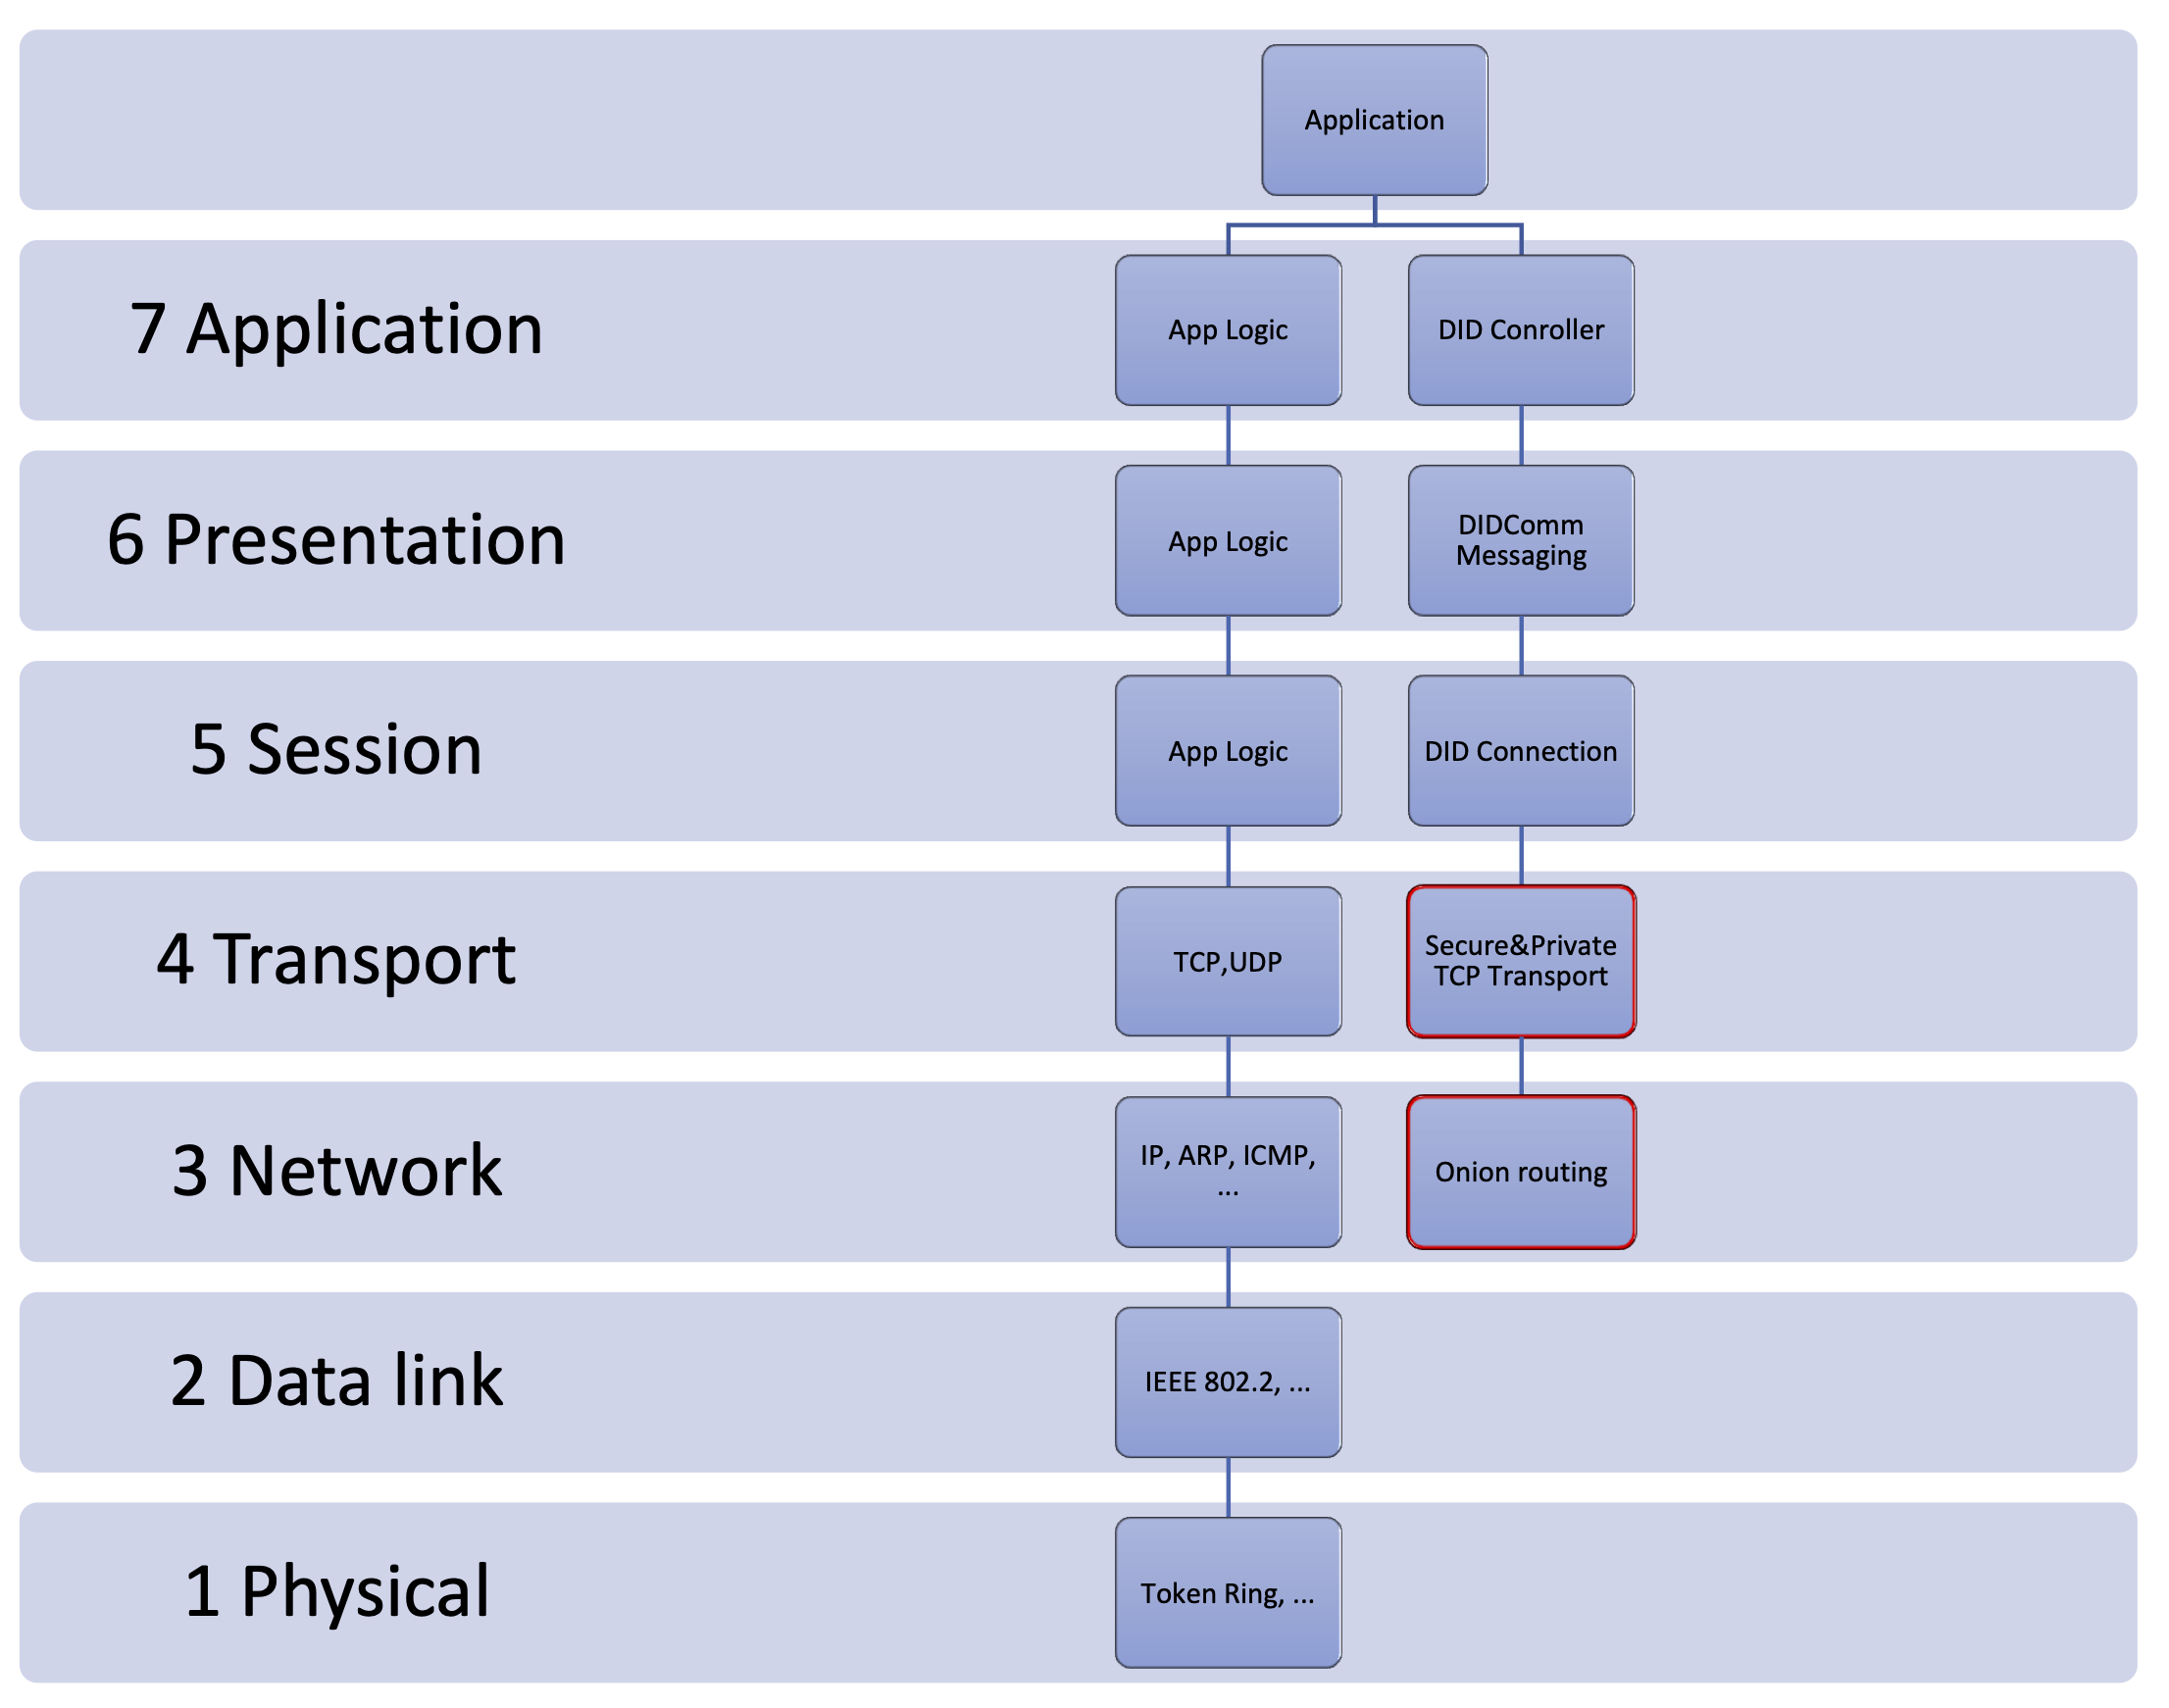 Application
7 Application
App Logic
DID Conroller
6 Presentation
App Logic
DIDComm
Messaging
5 Session
App Logic
DID Connection
4 Transport
TCP,UDP
Secure&Private
TCP Transport
3 Network
IP, ARP, ICMP,
...
Onion routing
2 Data link
IEEE 802.2, ...
1 Physical
Token Ring, ...